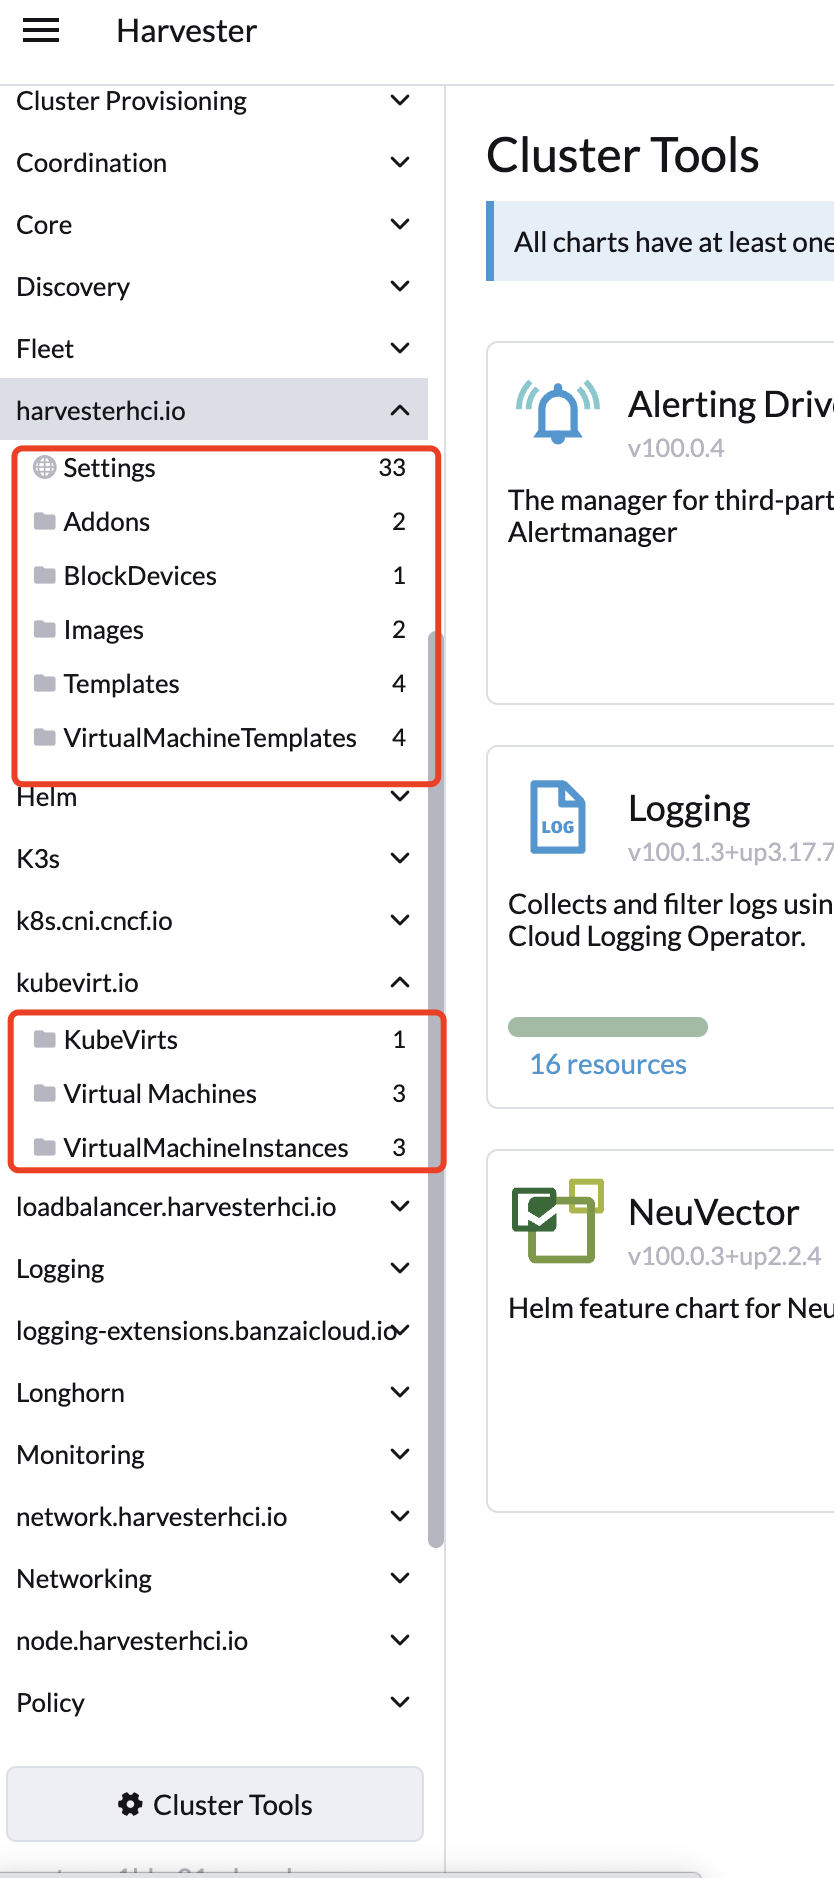 Harvester
Cluster Provisioning
Coordination
Core
Discovery
Fleet
harvesterhci.io
Settings 33
Addons 2
BlockDevices 1
Images 2
Templates 4
VirtualMachineTemplates 4
Helm
K3s
k8s.cni.cncf.io
kubevirt.io
KubeVirts 1
Virtual Machines 3
VirtualMachineInstances 3
loadbalancer.harvesterhci.io
Logging
logging-extensions.banzaicloud.io
Longhorn
Monitoring
network.harvesterhci.io
Networking
node.harvesterhci.io
Policy
Cluster Tools
Cluster Tools
All charts have at least one
Alerting Drive
v100.0.4
The manager for third-part
Alertmanager
LOG
Logging
v100.1.3+up3.17.7
Collects and filter logs usin
Cloud Logging Operator.
16 resources
NeuVector
v100.0.3+up2.2.4
Helm feature chart for Neu